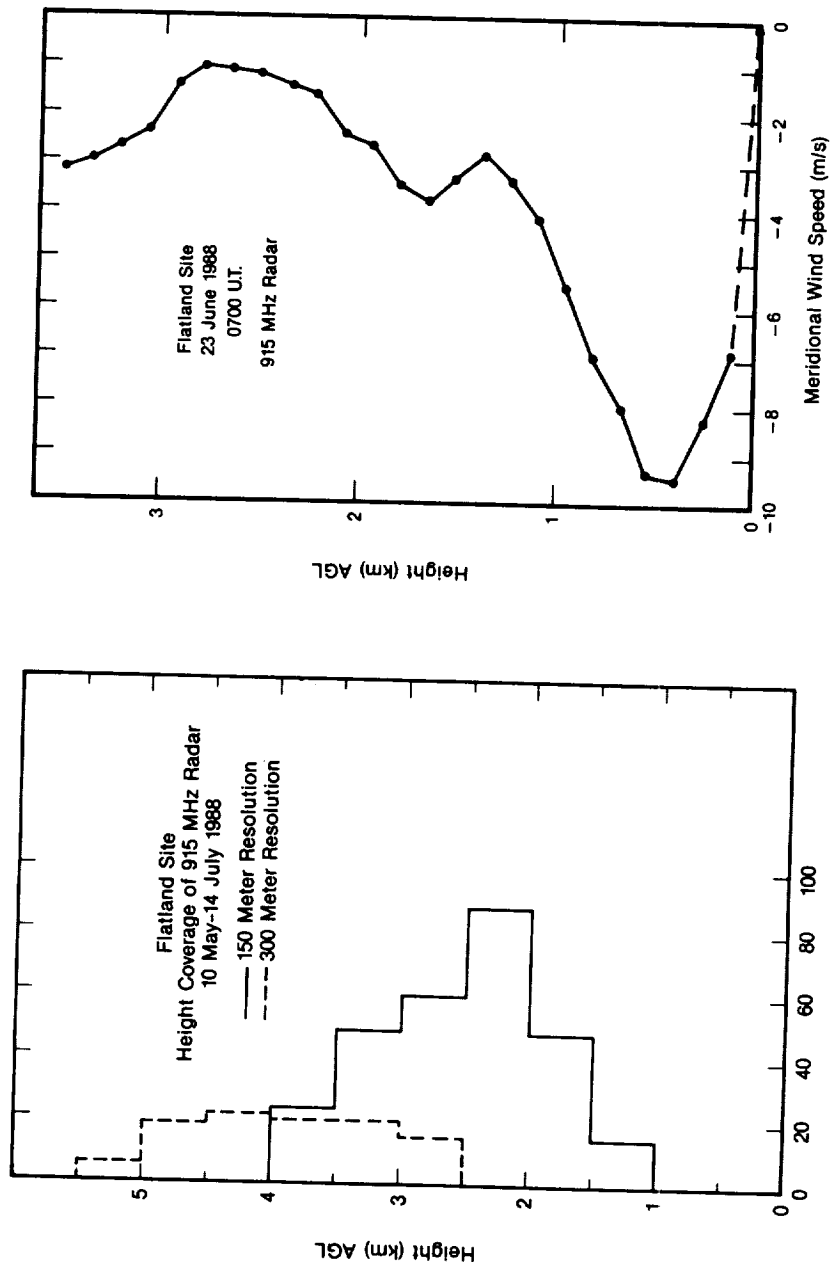 Flatland Site
Height Coverage of 915 MHz Radar
10 May-14 July 1988
150 Meter Resolution
300 Meter Resolution
Height (km) AGL
5
4
3
2
1
0
0
20
40
60
80
100
Flatland Site
23 June 1988
0700 U.T.
915 MHz Radar
Height (km) AGL
3
2
1
0
-10
-8
-6
-4
-2
0
Meridional Wind Speed (m/s)